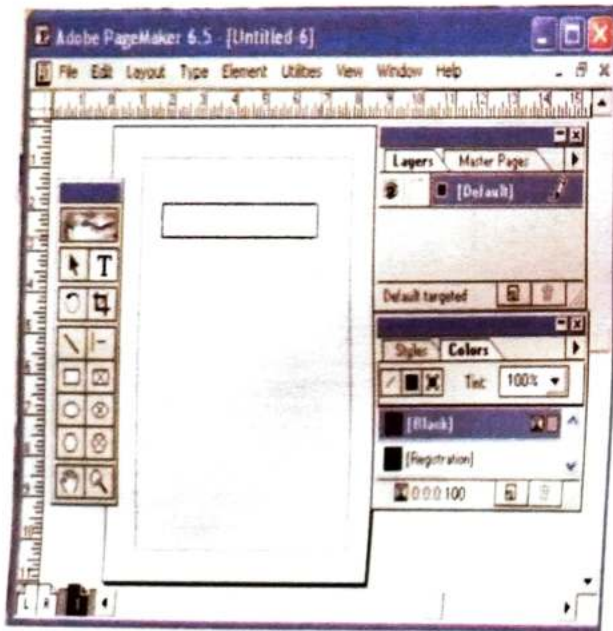 Adobe PageMaker 6.5 - [Untitled-6]
File Edit Layout Type Element Utilities View Window Help
Layers Master Pages
[Default]
T
Default targeted
Styles Colors
Tint: 100%
[Black]
[Registration]
0:0:0:100
L R 1